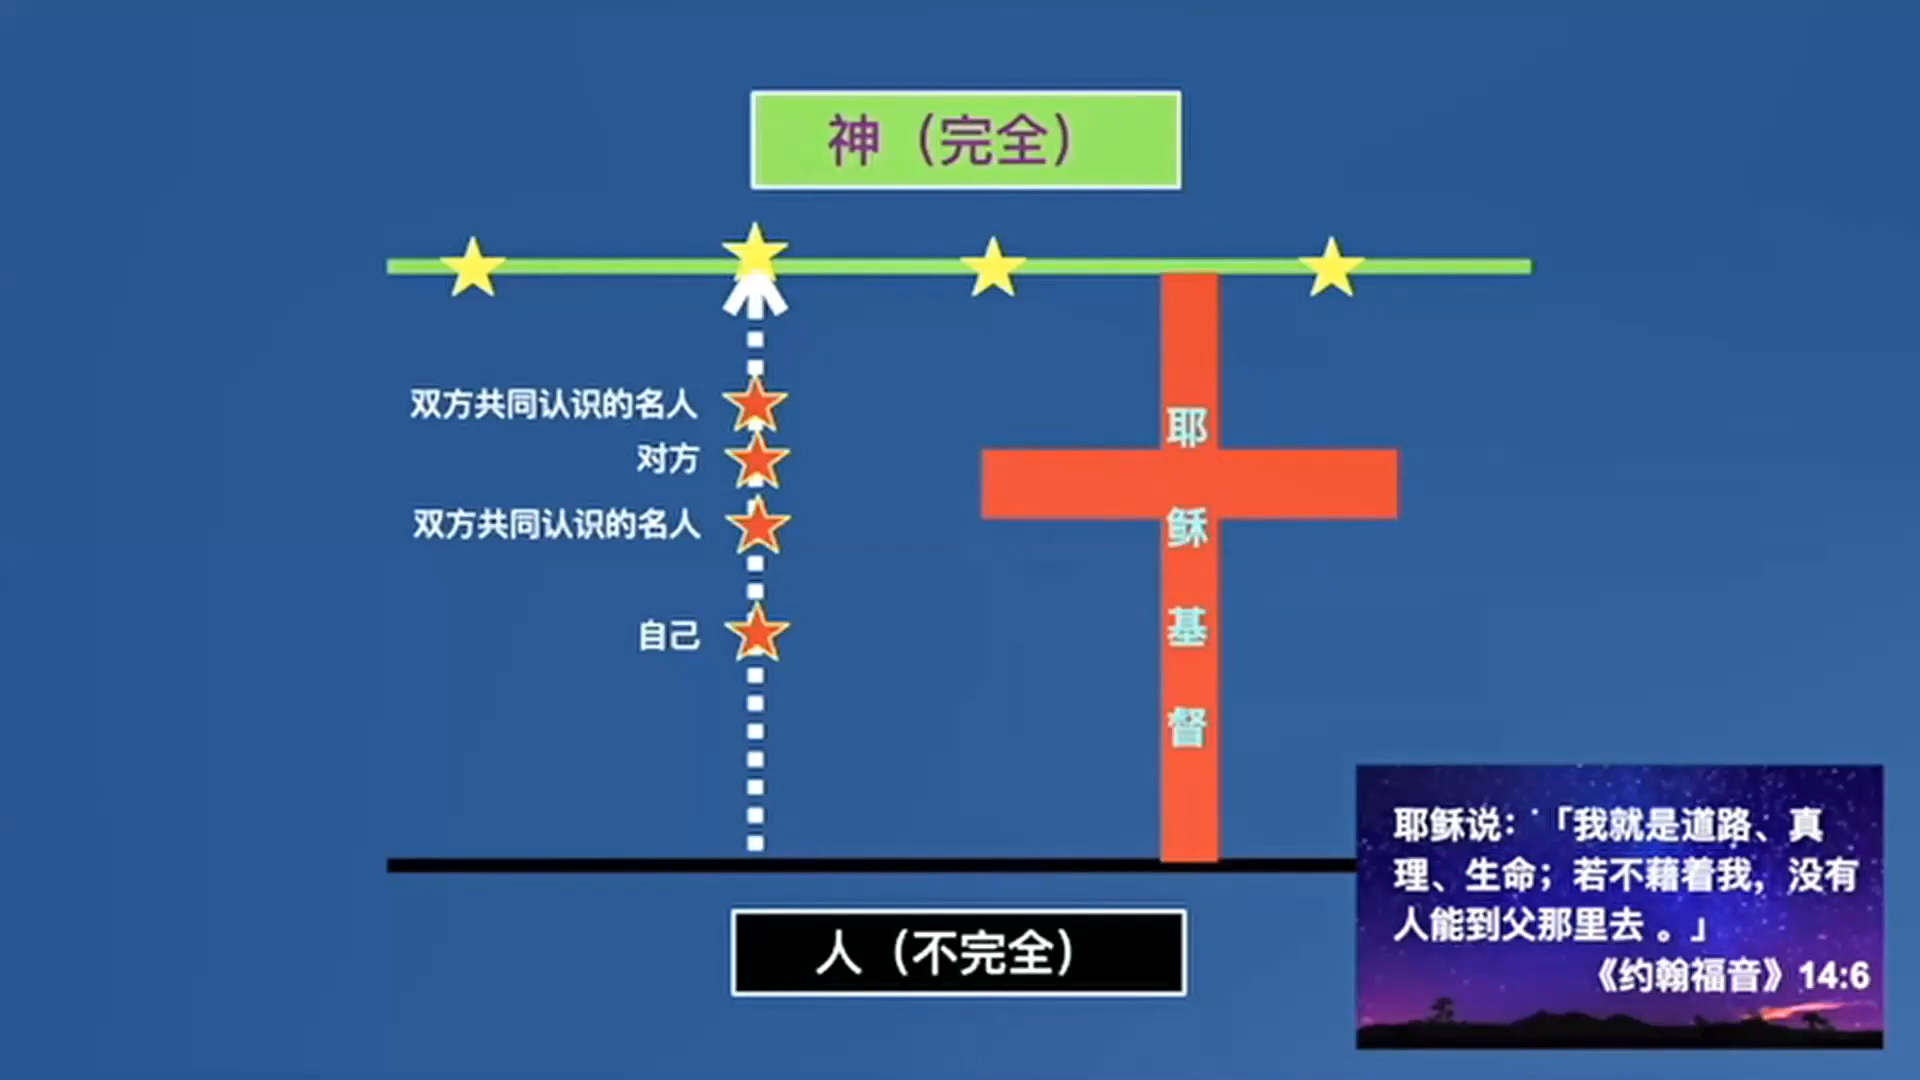 神（完全）
双方共同认识的名人
对方
双方共同认识的名人
自己
耶
稣
基
督
人（不完全）
耶稣说：「我就是道路、真
理、生命；若不藉着我，没有
人能到父那里去。」
《约翰福音》14:6